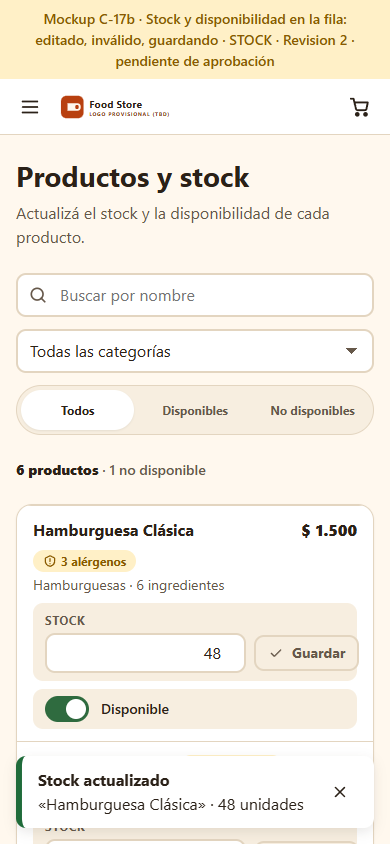 Mockup C-17b · Stock y disponibilidad en la fila:
editado, inválido, guardando · STOCK · Revision 2 ·
pendiente de aprobación
Food Store
LOGO PROVISIONAL (TBD)
Productos y stock
Actualizá el stock y la disponibilidad de cada
producto.
Buscar por nombre
Todas las categorías
Todos
Disponibles
No disponibles
6 productos · 1 no disponible
Hamburguesa Clásica
$ 1.500
3 alérgenos
Hamburguesas · 6 ingredientes
STOCK
48
Guardar
Disponible
Stock actualizado
«Hamburguesa Clásica» · 48 unidades
STOCK